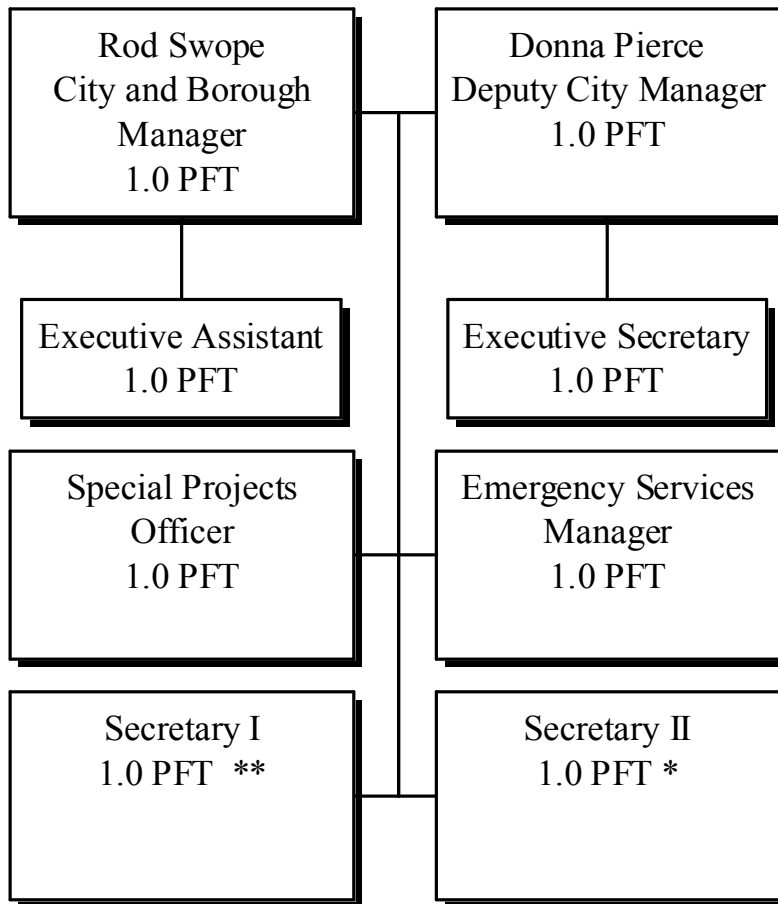 Rod Swope
City and Borough
Manager
1.0 PFT
Donna Pierce
Deputy City Manager
1.0 PFT
Executive Assistant
1.0 PFT
Executive Secretary
1.0 PFT
Special Projects
Officer
1.0 PFT
Emergency Services
Manager
1.0 PFT
Secretary I
1.0 PFT **
Secretary II
1.0 PFT *